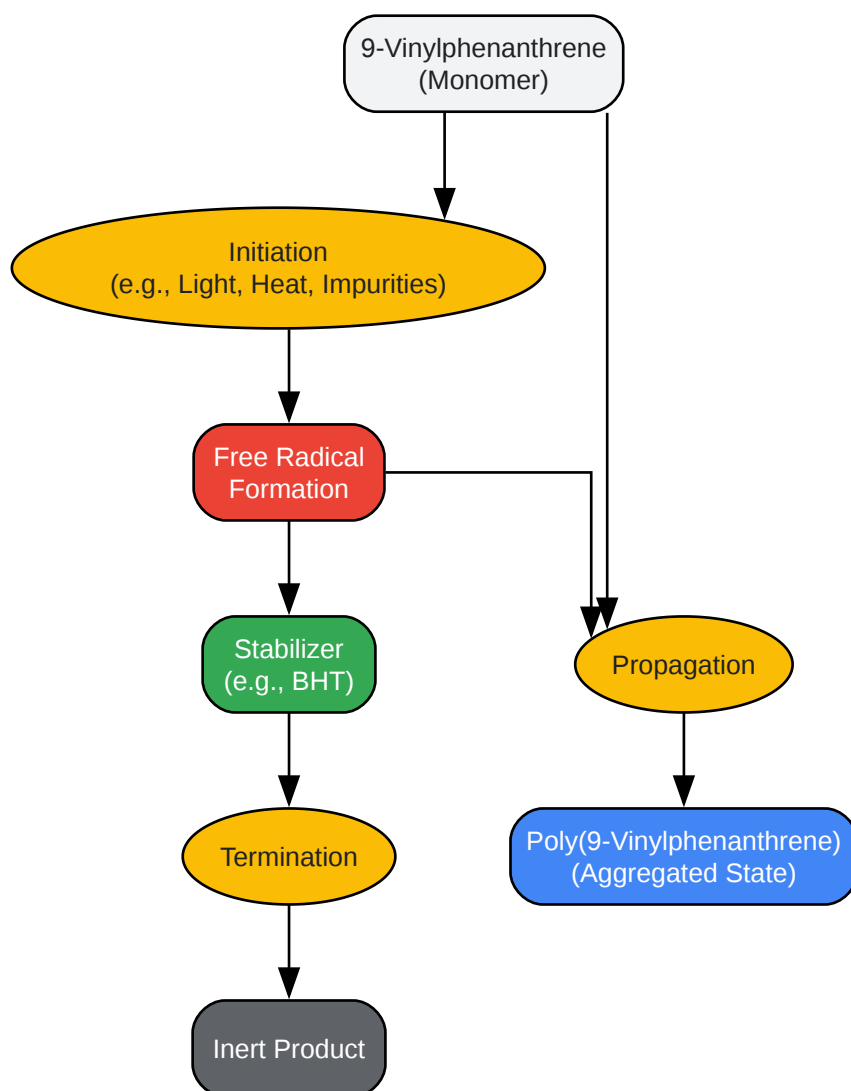 9-Vinylphenanthrene
(Monomer)
Initiation
(e.g., Light, Heat, Impurities)
Free Radical
Formation
Stabilizer
(e.g., BHT)
Propagation
Termination
Poly(9-Vinylphenanthrene)
(Aggregated State)
Inert Product